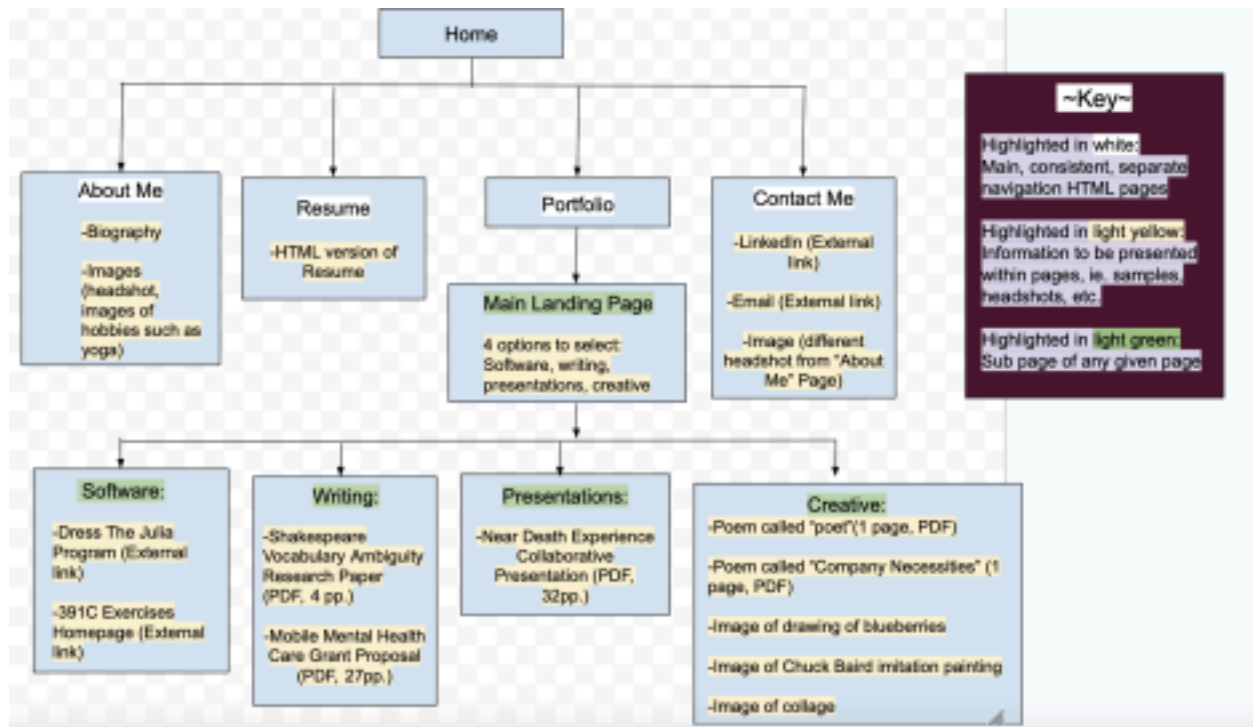 Home
~Key~
Highlighted in white:
Main, consistent, separate
navigation HTML pages
Highlighted in light yellow:
Information to be presented
within pages, ie. samples,
headshots, etc.
Highlighted in light green:
Sub page of any given page
About Me
-Biography
-Images
(headshot,
images of
hobbies such as
yoga)
Resume
-HTML version of
Resume
Portfolio
Contact Me
-LinkedIn (External
link)
-Email (External link)
-Image (different
headshot from "About
Me" Page)
Main Landing Page
4 options to select:
Software, writing,
presentations, creative
Software:
-Dress The Julia
Program (External
link)
-391C Exercises
Homepage (External
link)
Writing:
-Shakespeare
Vocabulary Ambiguity
Research Paper
(PDF, 4 pp.)
-Mobile Mental Health
Care Grant Proposal
(PDF, 27pp.)
Presentations:
-Near Death Experience
Collaborative
Presentation (PDF,
32pp.)
Creative:
-Poem called "poet"(1 page, PDF)
-Poem called "Company Necessities" (1
page, PDF)
-Image of drawing of blueberries
-Image of Chuck Baird imitation painting
-Image of collage